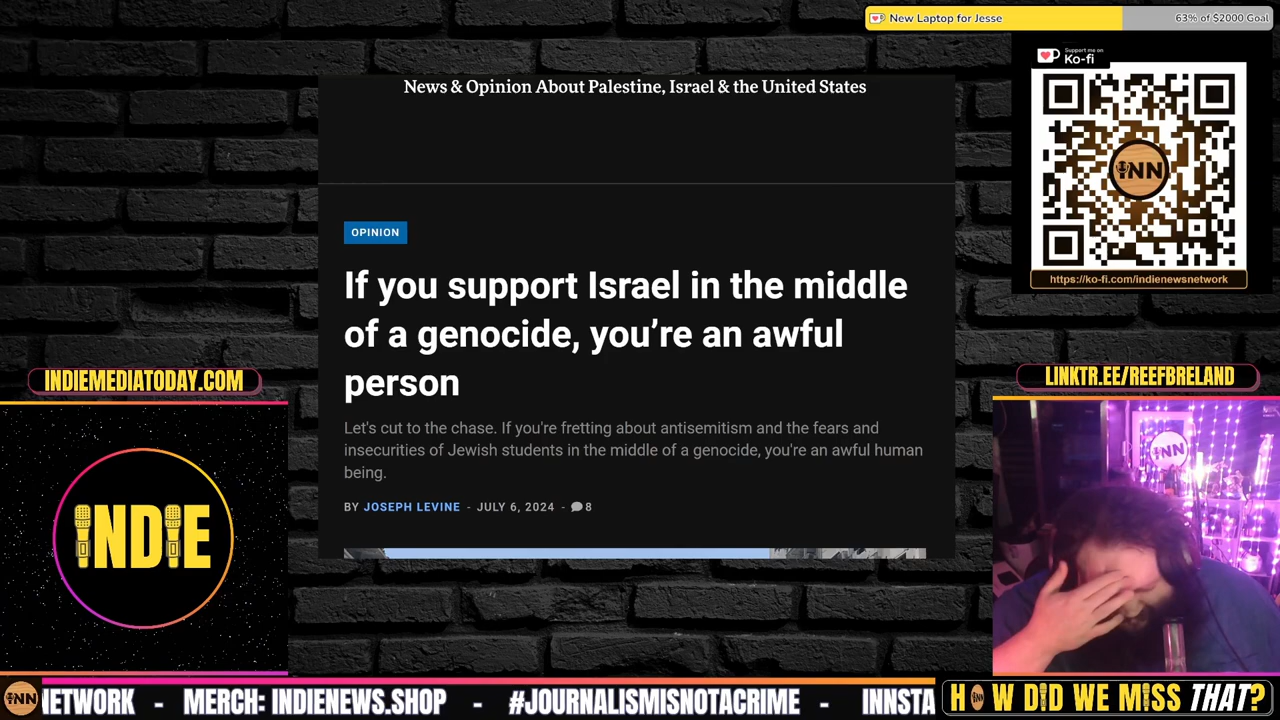 New Laptop for Jesse
63% of $2000 Goal
Support me on
Ko-fi
INN
https://ko-fi.com/indienewsnetwork
News & Opinion About Palestine, Israel & the United States
OPINION
If you support Israel in the middle
of a genocide, you're an awful
person
Let's cut to the chase. If you're fretting about antisemitism and the fears and
insecurities of Jewish students in the middle of a genocide, you're an awful human
being.
BY JOSEPH LEVINE - JULY 6, 2024 - 8
INDIEMEDIATODAY.COM
INDIE
LINKTR.EE/REEFBRELAND
INN
INN
NETWORK - MERCH: INDIENEWS.SHOP - #JOURNALISMISNOTACRIME - INNSTA
HOW DID WE MISS THAT?